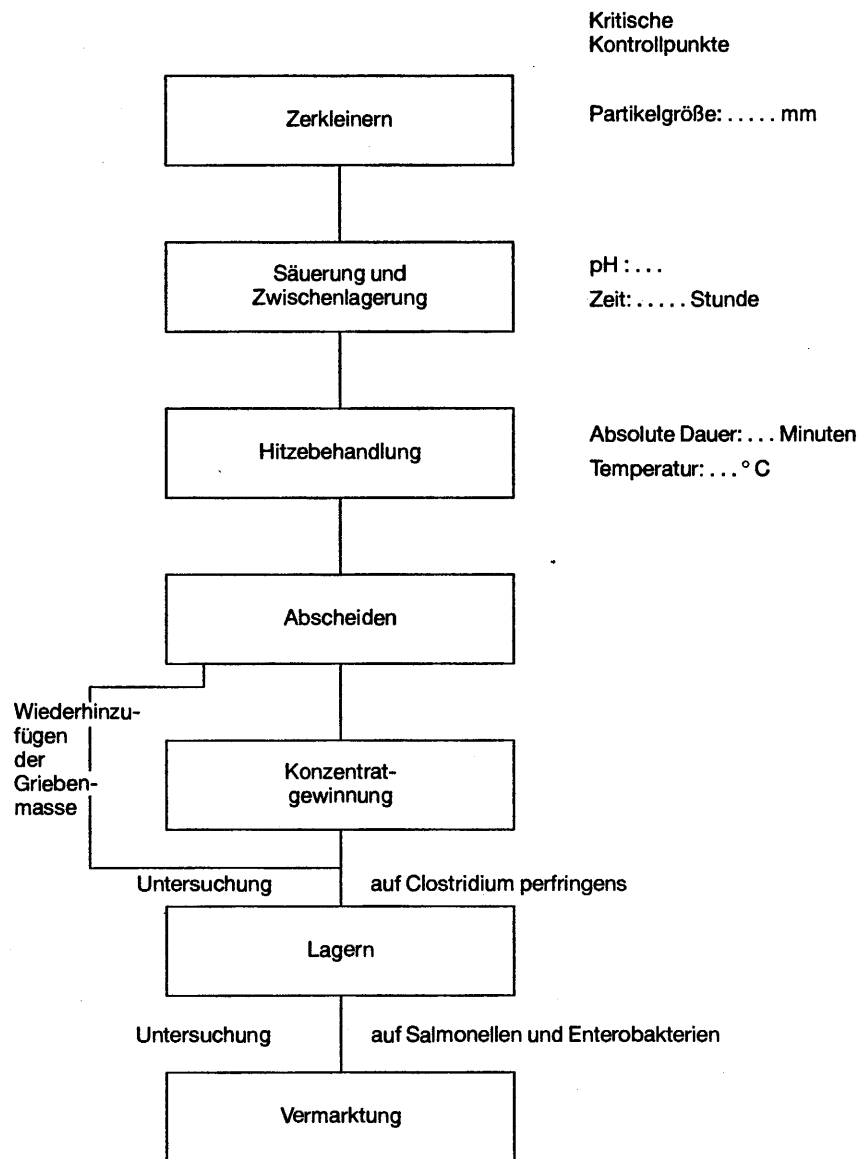 Kritische
Kontrollpunkte
Zerkleinern
Partikelgröße: ..... mm
Säuerung und
Zwischenlagerung
pH : ...
Zeit: ..... Stunde
Hitzebehandlung
Absolute Dauer: ... Minuten
Temperatur: ...° C
Abscheiden
Wiederhinzu-
fügen
der
Grieben-
masse
Konzentrat-
gewinnung
Untersuchung auf Clostridium perfringens
Lagern
Untersuchung auf Salmonellen und Enterobakterien
Vermarktung